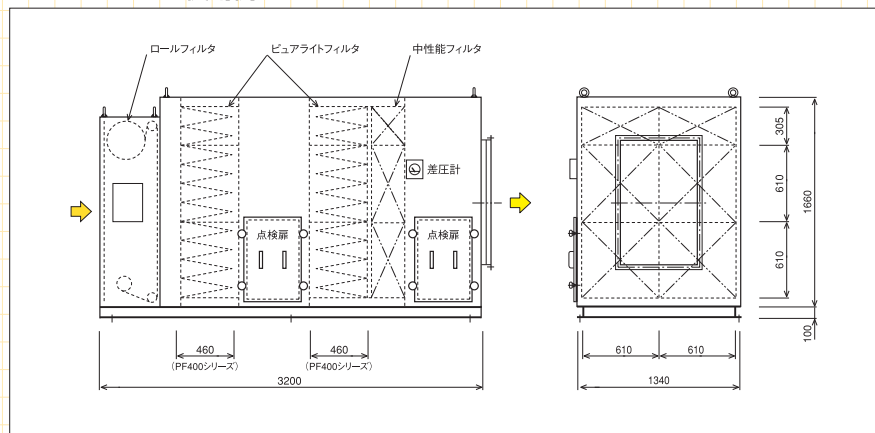 ロールフィルタ
ピュアライトフィルタ
中性能フィルタ
差圧計
点検扉
点検扉
460
(PF400シリーズ)
460
(PF400シリーズ)
3200
305
610
610
1660
100
610
610
1340